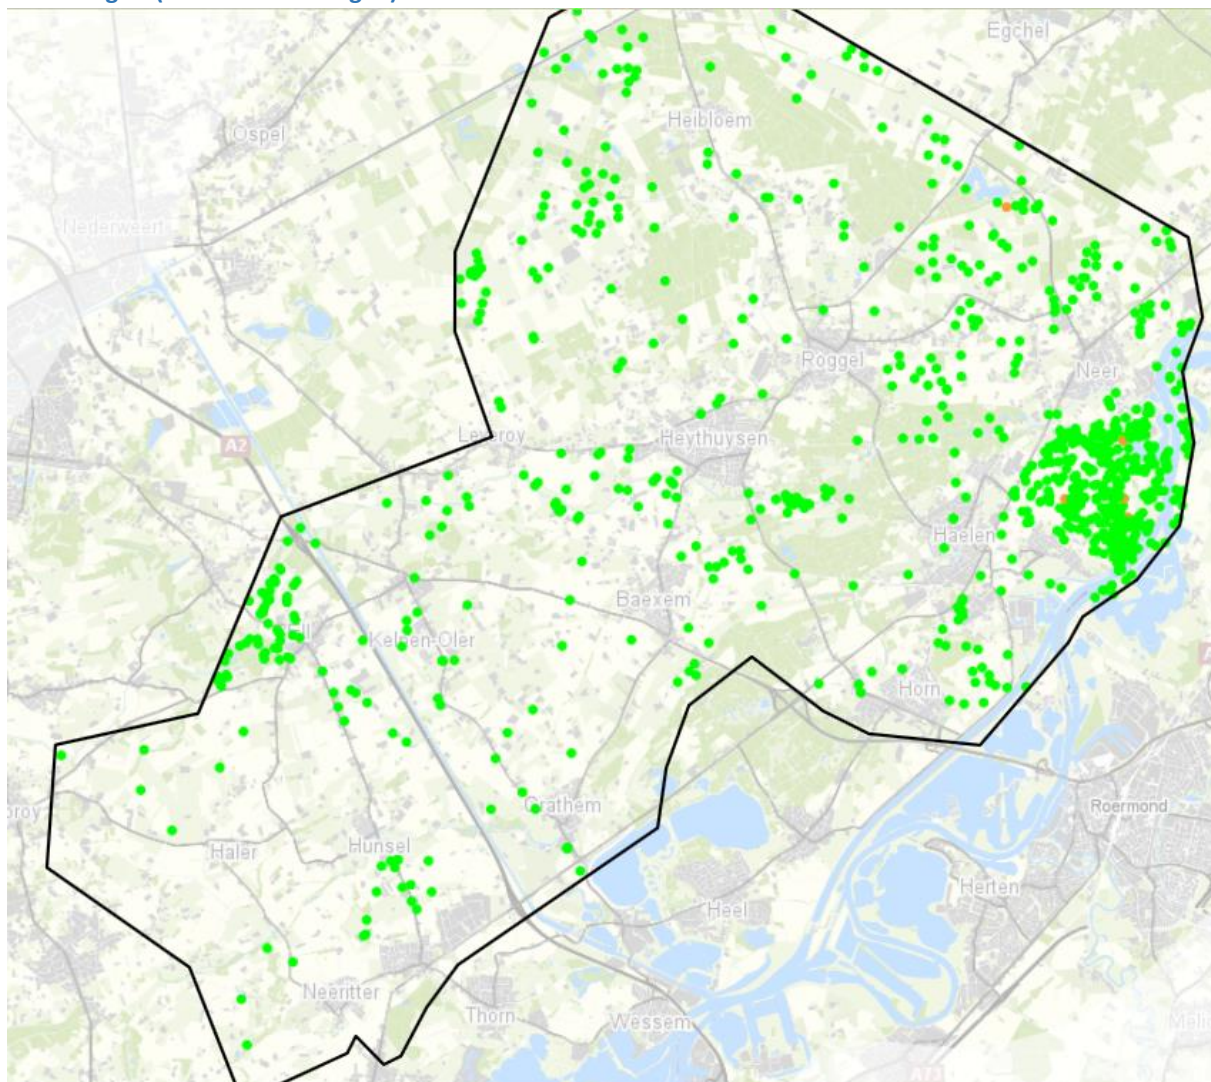 Egchel
Heibloem
Ospel
Nederweert
Roggel
Neer
Leveroy
Heythuysen
A2
Haelen
Baexem
Kelpen-Oler
Horn
Grathem
Roermond
Hunsel
Haler
Herten
Heel
Neeritter
Thorn
Wessem
A73